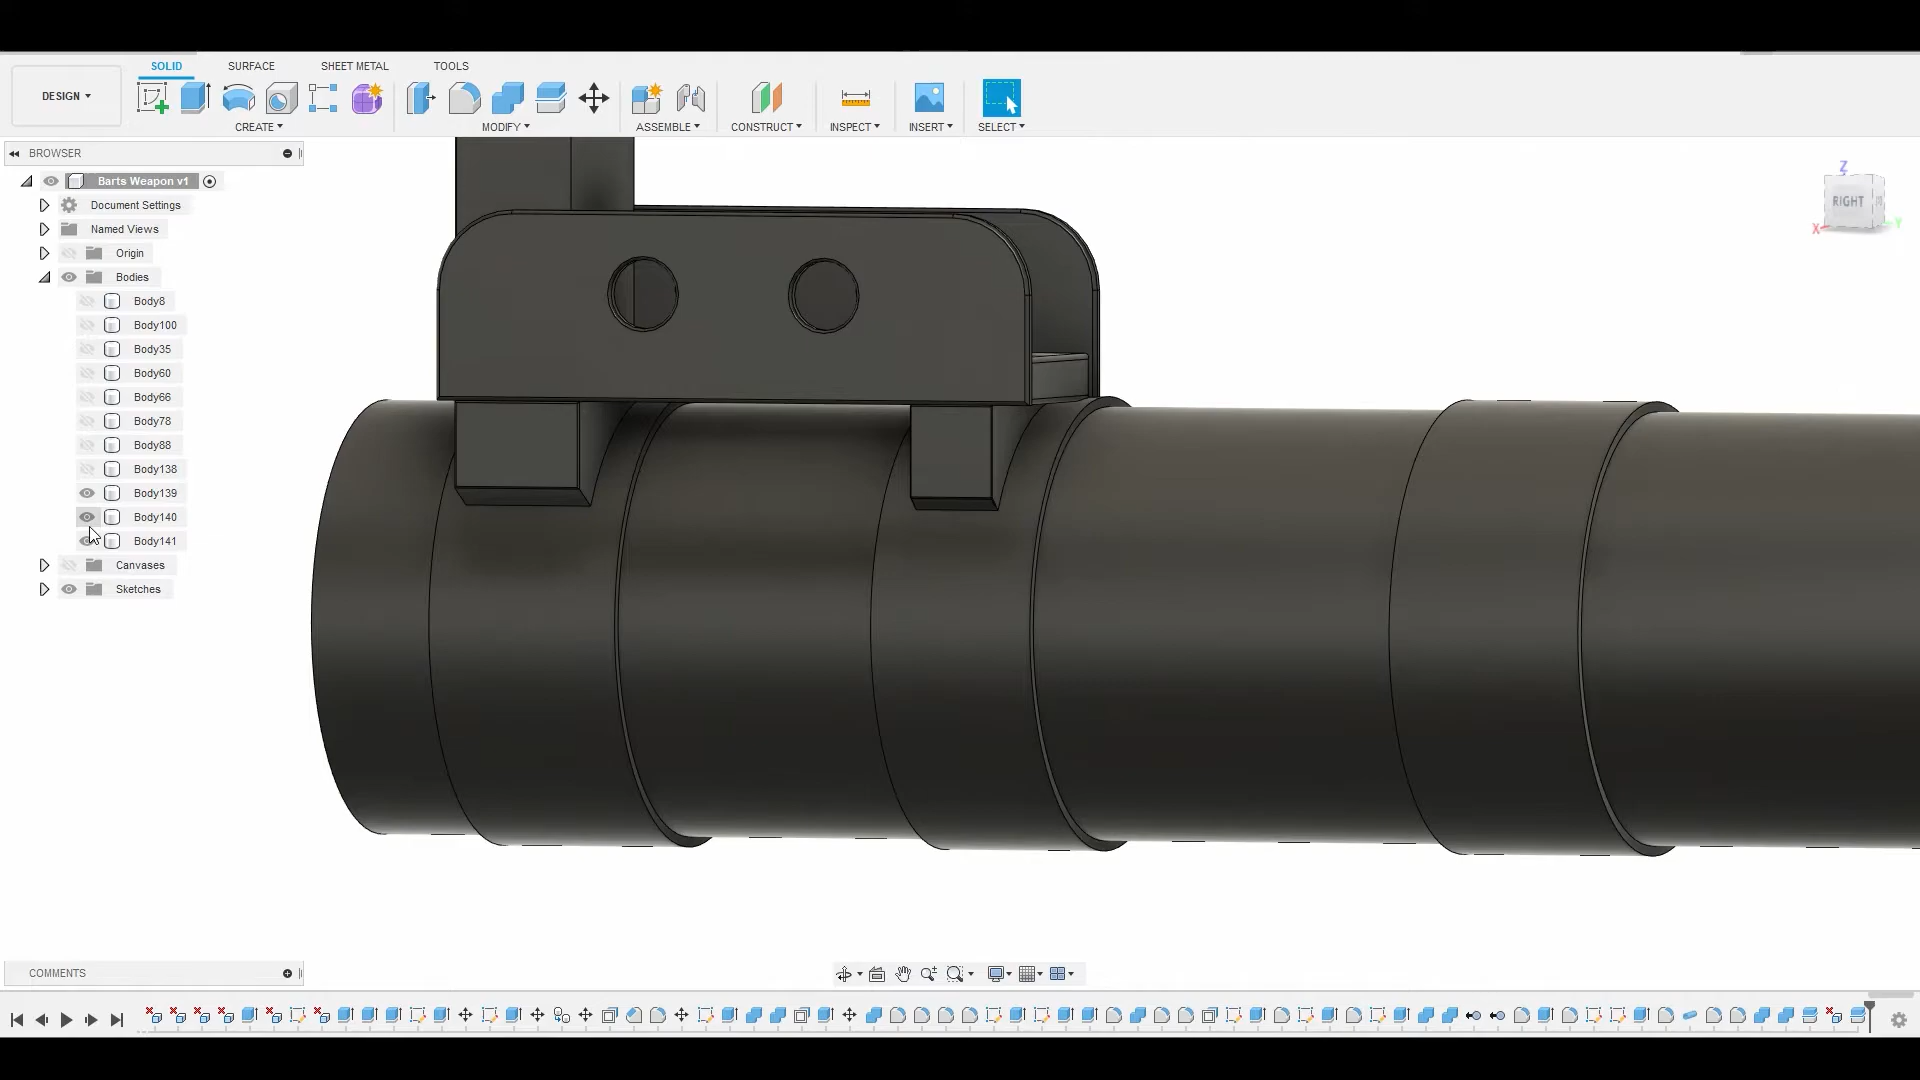 SOLID SURFACE SHEET METAL TOOLS
DESIGN
CREATE MODIFY ASSEMBLE CONSTRUCT INSPECT INSERT SELECT
BROWSER
Barts Weapon v1
Document Settings
Named Views
Origin
Bodies
Body8
Body100
Body35
Body60
Body66
Body78
Body88
Body138
Body139
Body140
Body141
Canvases
Sketches
Z
RIGHT
X
Y
COMMENTS